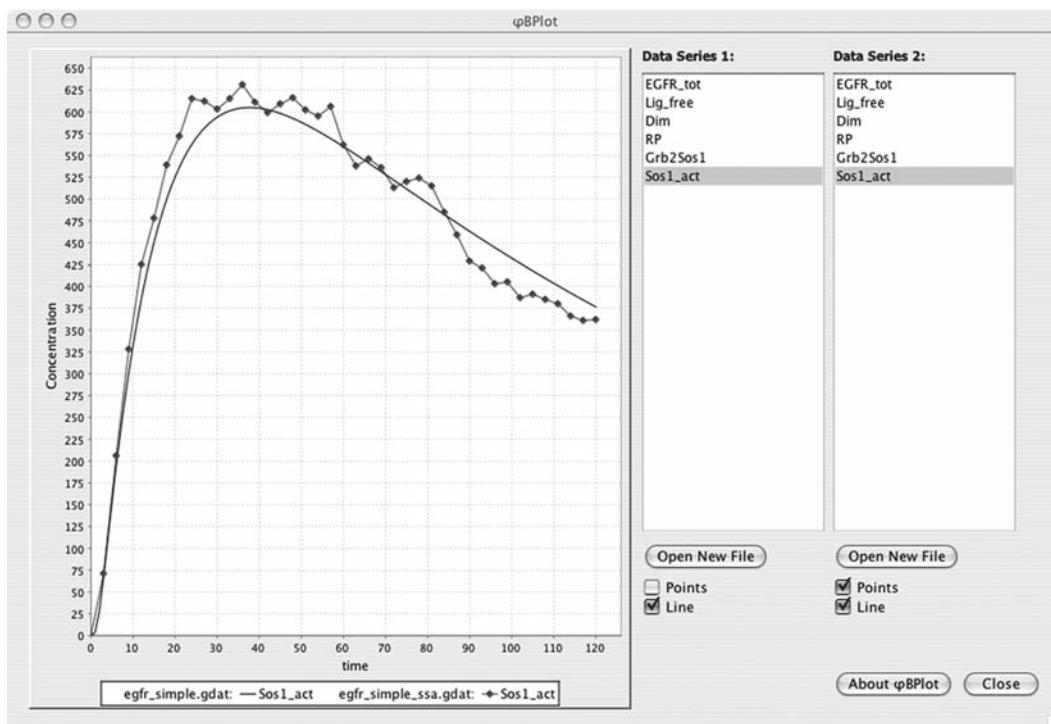 φBPlot
Data Series 1:
Data Series 2:
EGFR_tot
Lig_free
Dim
RP
Grb2Sos1
Sos1_act
EGFR_tot
Lig_free
Dim
RP
Grb2Sos1
Sos1_act
650
625
600
575
550
525
500
475
450
425
400
375
350
325
300
275
250
225
200
175
150
125
100
75
50
25
0
Concentration
0 10 20 30 40 50 60 70 80 90 100 110 120
time
egfr_simple.gdat: Sos1_act egfr_simple_ssa.gdat: Sos1_act
Open New File
Points
Line
Open New File
Points
Line
About φBPlot
Close